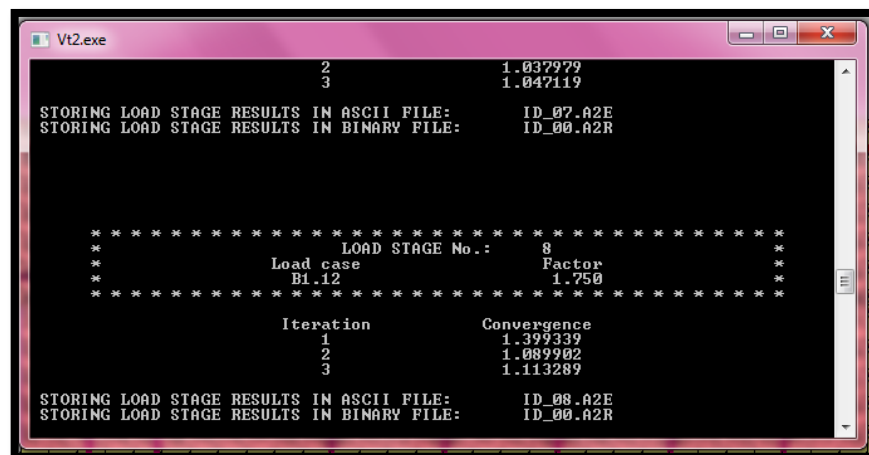 Vt2.exe
2 1.037979
3 1.047119
STORING LOAD STAGE RESULTS IN ASCII FILE: ID_07.A2E
STORING LOAD STAGE RESULTS IN BINARY FILE: ID_00.A2R
* * * * * * * * * * * * * * * * * * * * * * * * * * * * * * * * * * *
* LOAD STAGE No.: 8 *
* Load case Factor *
* B1.12 1.750 *
* * * * * * * * * * * * * * * * * * * * * * * * * * * * * * * * * * *
Iteration Convergence
1 1.399339
2 1.089902
3 1.113289
STORING LOAD STAGE RESULTS IN ASCII FILE: ID_08.A2E
STORING LOAD STAGE RESULTS IN BINARY FILE: ID_00.A2R